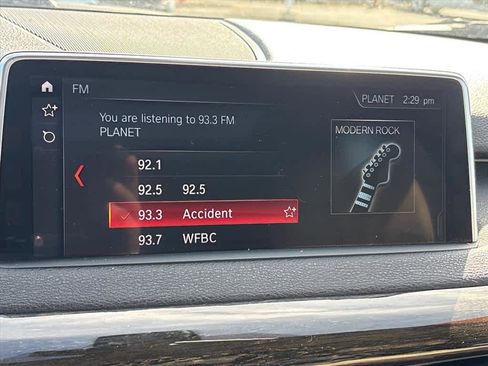 FM
PLANET 2:29 pm
You are listening to 93.3 FM
PLANET
MODERN ROCK
92.1
92.5 92.5
93.3 Accident
93.7 WFBC